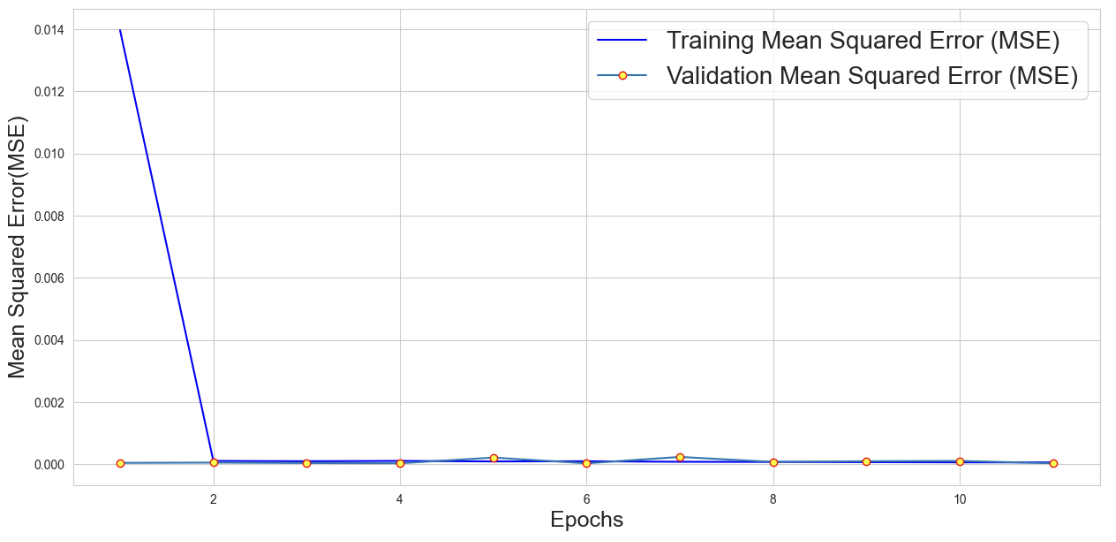 Training Mean Squared Error (MSE)
Validation Mean Squared Error (MSE)
Mean Squared Error(MSE)
0.014
0.012
0.010
0.008
0.006
0.004
0.002
0.000
2 4 6 8 10
Epochs